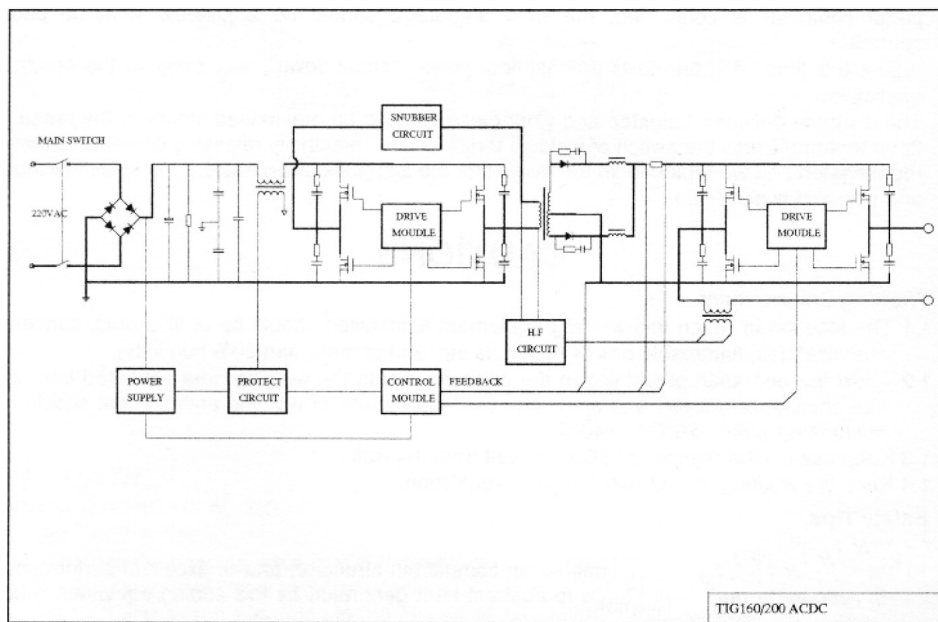 SNUBBER
CIRCUIT
MAIN SWITCH
220VAC
DRIVE
MOUDLE
DRIVE
MOUDLE
H.F
CIRCUIT
POWER
SUPPLY
PROTECT
CIRCUIT
CONTROL
MOUDLE
FEEDBACK
TIG160/200 ACDC